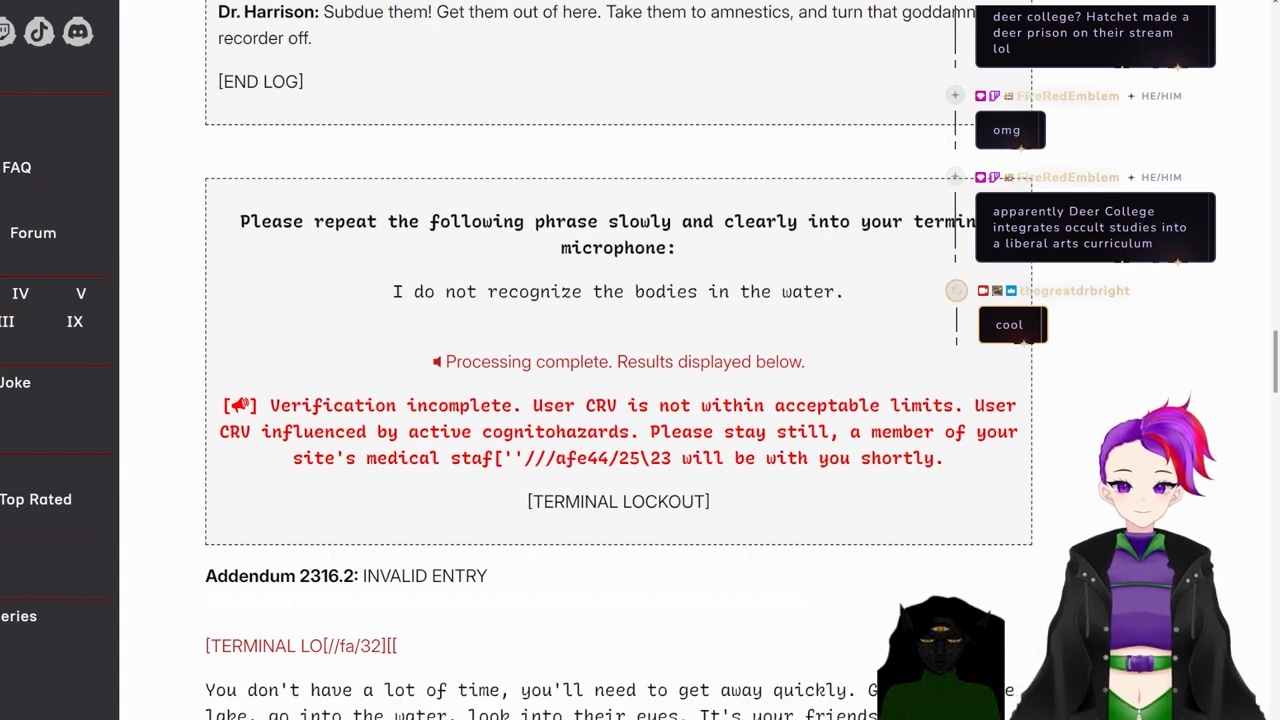 Dr. Harrison: Subdue them! Get them out of here. Take them to amnestics, and turn that goddamn
recorder off.
[END LOG]
FAQ
Forum
IV V
III IX
Joke
Top Rated
eries
Please repeat the following phrase slowly and clearly into your termin
microphone:
I do not recognize the bodies in the water.
Processing complete. Results displayed below.
[📣] Verification incomplete. User CRV is not within acceptable limits. User
CRV influenced by active cognitohazards. Please stay still, a member of your
site's medical staf[''///afe44/25\23 will be with you shortly.
[TERMINAL LOCKOUT]
Addendum 2316.2: INVALID ENTRY
[TERMINAL LO[//fa/32][[
You don't have a lot of time, you'll need to get away quickly. G
lake, go into the water, look into their eyes. It's your friends
deer college? Hatchet made a
deer prison on their stream
lol
FireRedEmblem HE/HIM
omg
FireRedEmblem HE/HIM
apparently Deer College
integrates occult studies into
a liberal arts curriculum
thegreatdrbright
cool